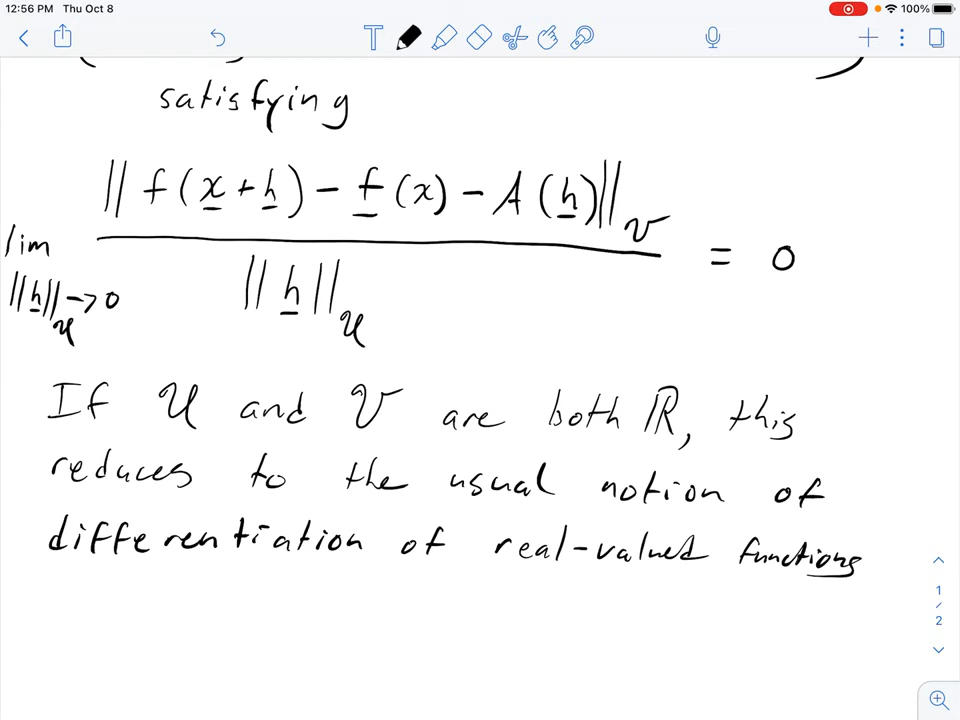 12:56 PM Thu Oct 8
100%
T
satisfying
|| f(x+h) - f(x) - A(h)||_V
lim
||h||_U → 0
|| h ||_U
= 0
If U and V are both ℝ, this
reduces to the usual notion of
differentiation of real-valued functions
1
/
2